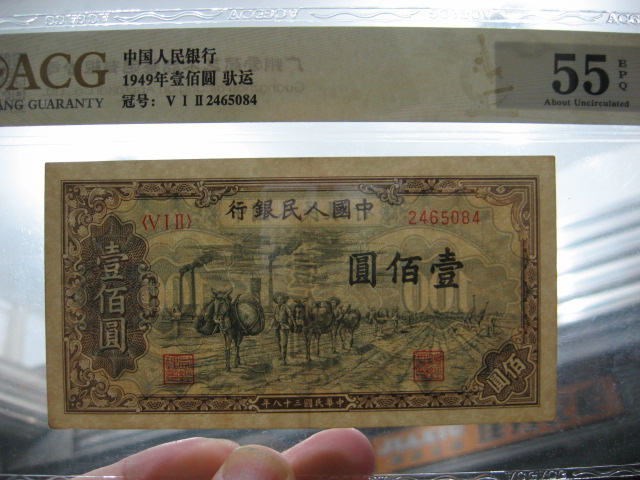 ACG
ANG GUARANTY
中国人民银行
1949年壹佰圆 驮运
冠号: V I II 2465084
55
EPQ
About Uncirculated
行銀民人國中
〈V I II〉
2465084
圓佰壹
壹佰圓
佰圓
年八十三國民華中